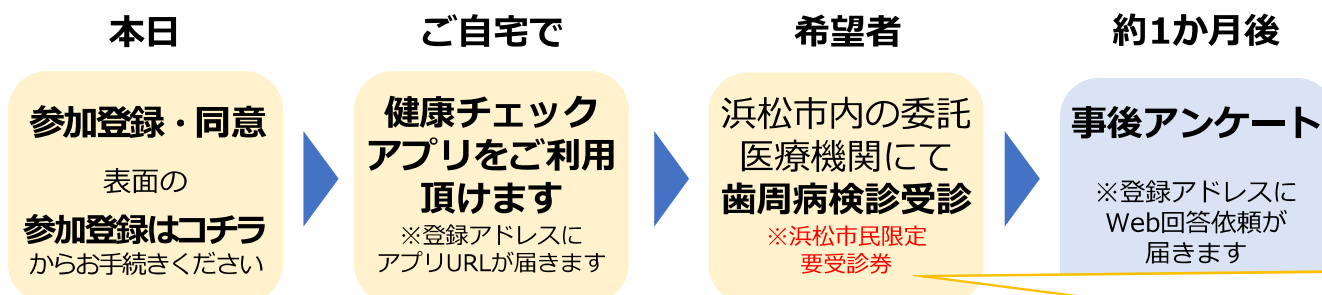 本日
参加登録・同意
表面の
参加登録はコチラ
からお手続きください
ご自宅で
健康チェック
アプリをご利用
頂けます
※登録アドレスに
アプリURLが届きます
希望者
浜松市内の委託
医療機関にて
歯周病検診受診
※浜松市民限定
要受診券
約1か月後
事後アンケート
※登録アドレスに
Web回答依頼が
届きます